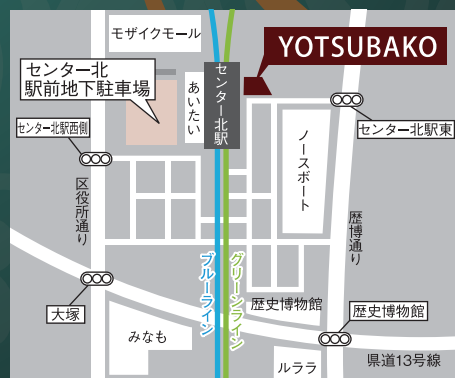 モザイクモール
YOTSUBAKO
センター北
駅前地下駐車場
あいたい
センター北駅
センター北駅東
センター北駅西側
ノースポート
区役所通り
歴博通り
ブルーライン
グリーンライン
大塚
歴史博物館
歴史博物館
みなも
ルララ
県道13号線